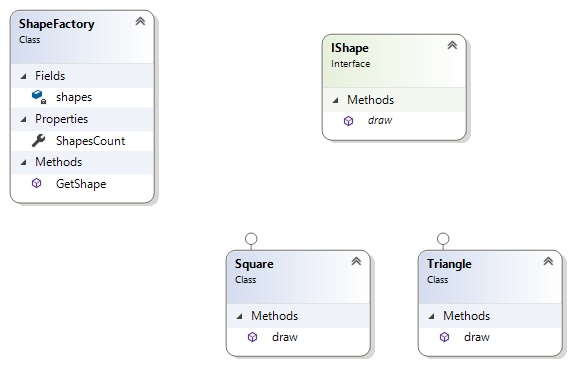 ShapeFactory
Class
Fields
shapes
Properties
ShapesCount
Methods
GetShape
IShape
Interface
Methods
draw
Square
Class
Methods
draw
Triangle
Class
Methods
draw